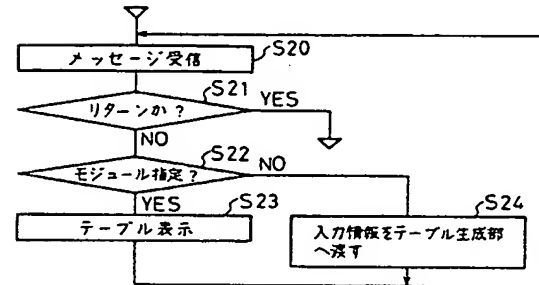 S20
メッセージ受信
S21
リターンか?
YES
NO
S22
モジュール指定?
NO
YES
S23
テーブル表示
S24
入力情報をテーブル生成部
へ渡す